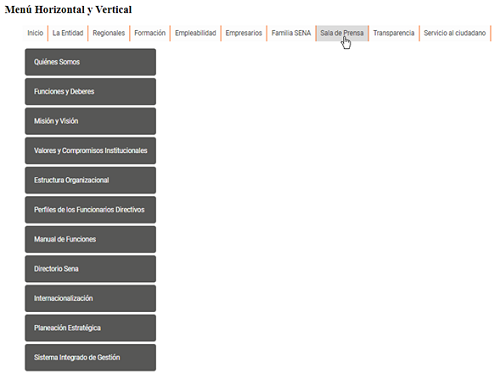 Menú Horizontal y Vertical
Inicio La Entidad Regionales Formación Empleabilidad Empresarios Familia SENA Sala de Prensa Transparencia Servicio al ciudadano
Quiénes Somos
Funciones y Deberes
Misión y Visión
Valores y Compromisos Institucionales
Estructura Organizacional
Perfiles de los Funcionarios Directivos
Manual de Funciones
Directorio Sena
Internacionalización
Planeación Estratégica
Sistema Integrado de Gestión